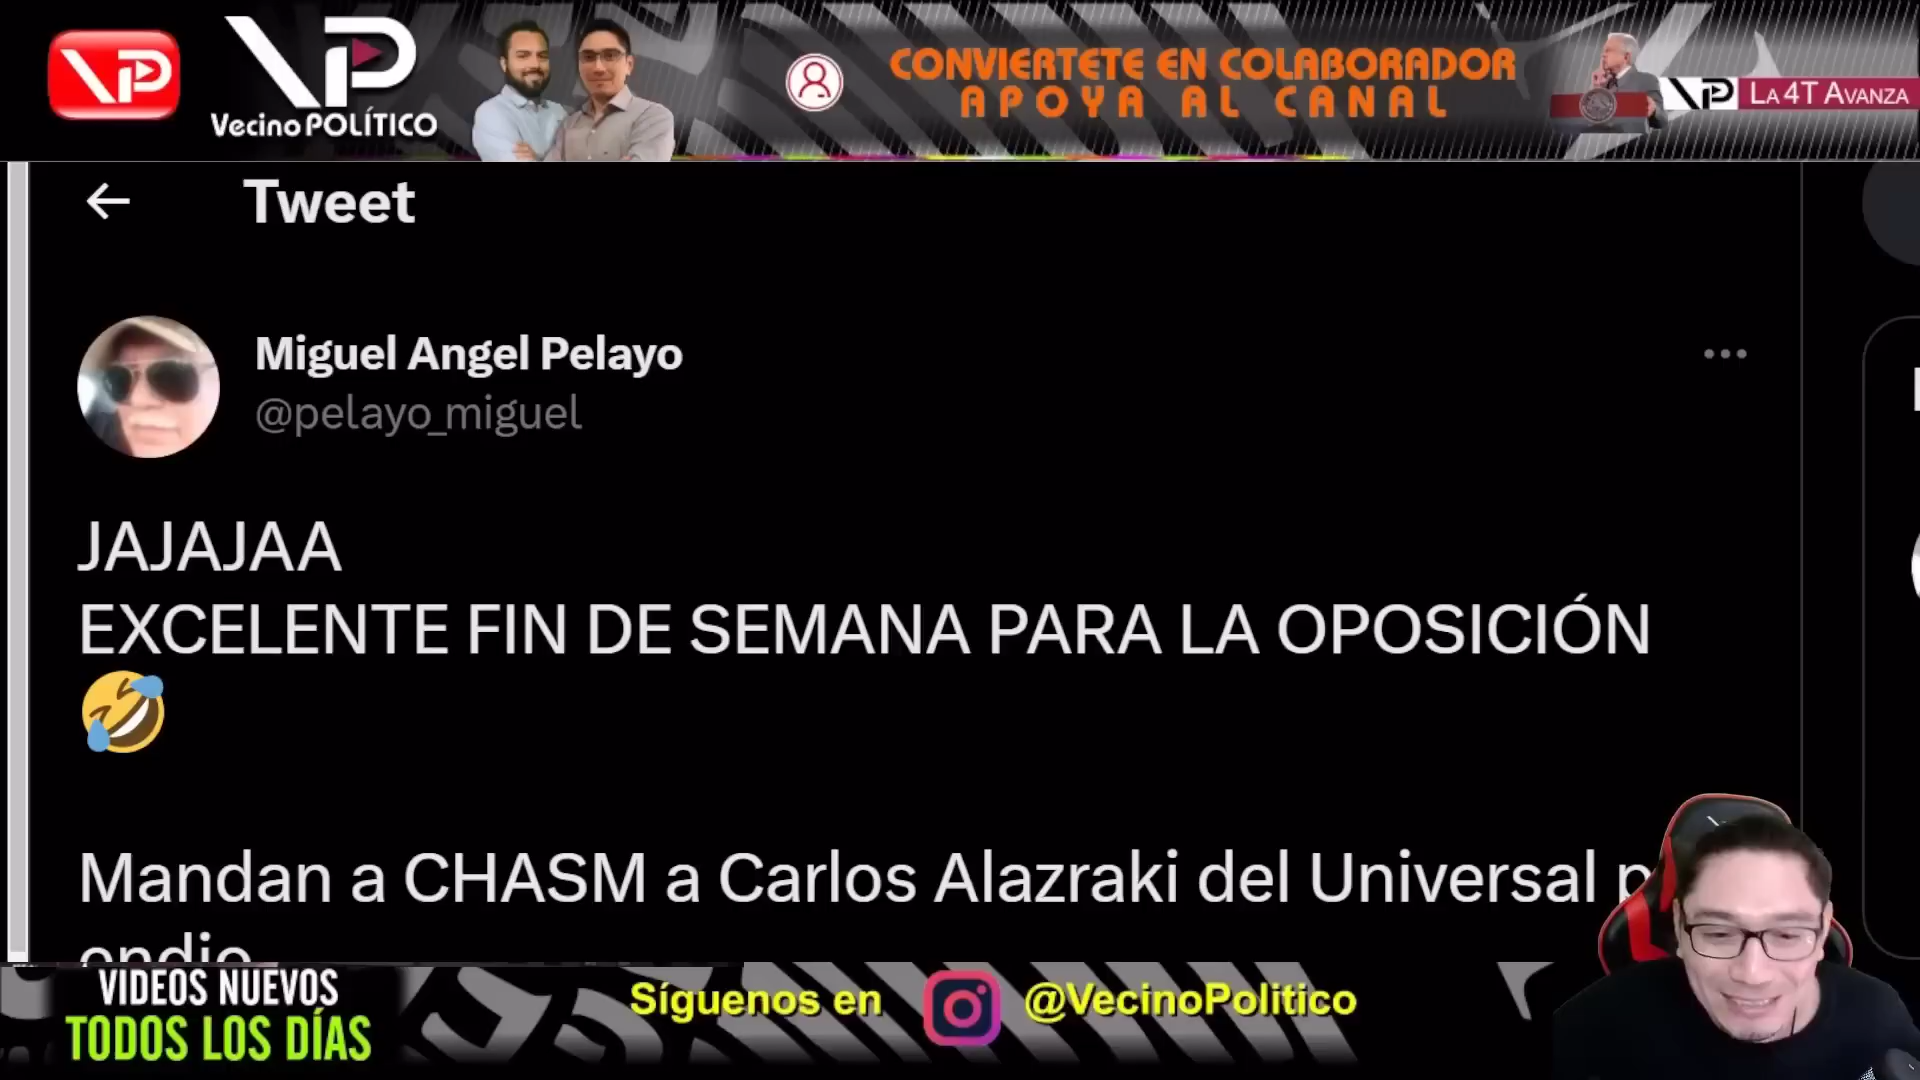 VP
VP
VecinoPOLÍTICO
CONVIERTETE EN COLABORADOR
APOYA AL CANAL
VP LA 4T AVANZA
Tweet
Miguel Angel Pelayo
@pelayo_miguel
JAJAJAA
EXCELENTE FIN DE SEMANA PARA LA OPOSICIÓN
🤣
Mandan a CHASM a Carlos Alazraki del Universal
VIDEOS NUEVOS
TODOS LOS DÍAS
Síguenos en @VecinoPolitico